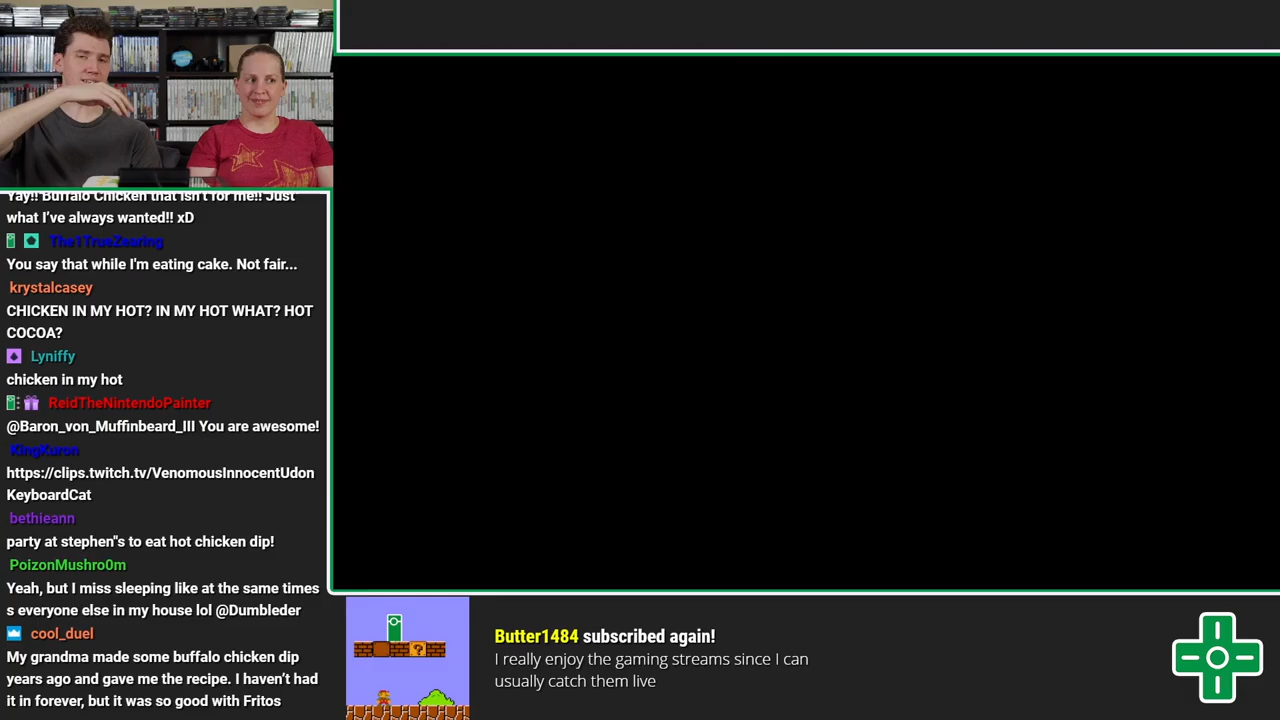 Yay!! Buffalo Chicken that isn't for me!! Just
what I've always wanted!! xD
The1TrueZearing
You say that while I'm eating cake. Not fair...
krystalcasey
CHICKEN IN MY HOT? IN MY HOT WHAT? HOT
COCOA?
Lyniffy
chicken in my hot
ReidTheNintendoPainter
@Baron_von_Muffinbeard_III You are awesome!
KingKuron
https://clips.twitch.tv/VenomousInnocentUdon
KeyboardCat
bethieann
party at stephen"s to eat hot chicken dip!
PoizonMushro0m
Yeah, but I miss sleeping like at the same times
s everyone else in my house lol @Dumbleder
cool_duel
My grandma made some buffalo chicken dip
years ago and gave me the recipe. I haven't had
it in forever, but it was so good with Fritos
Butter1484 subscribed again!
I really enjoy the gaming streams since I can
usually catch them live
?